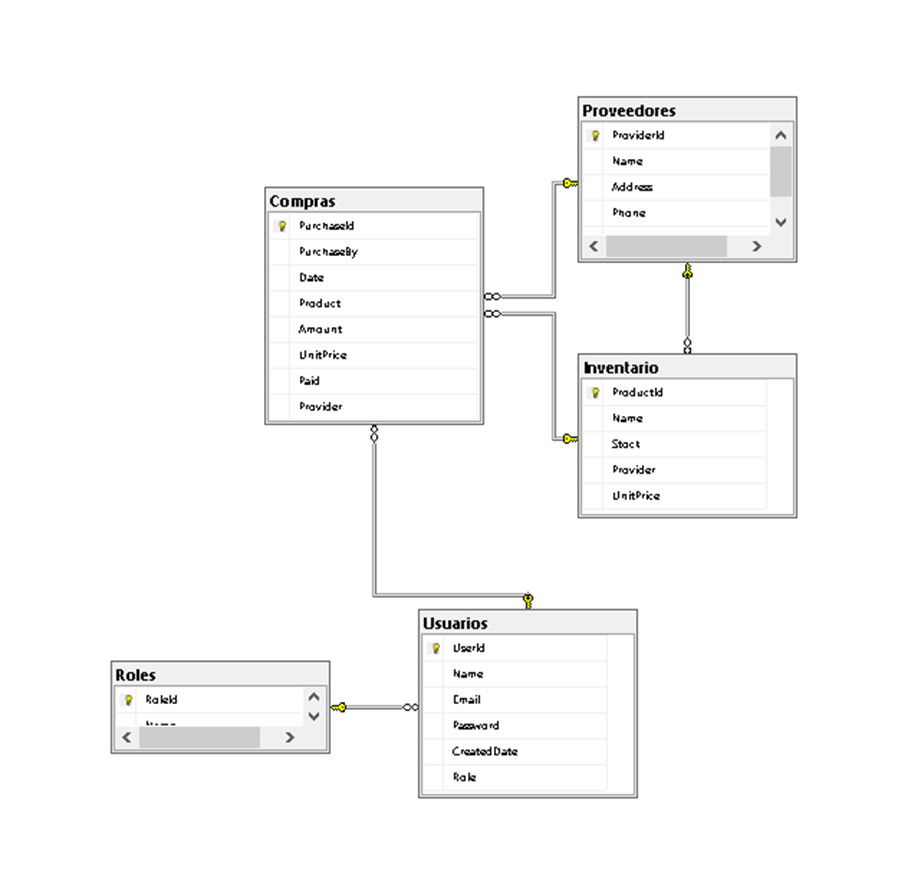 Proveedores
ProviderId
Name
Address
Phone
Compras
PurchaseId
PurchaseBy
Date
Product
Amount
UnitPrice
Paid
Provider
Inventario
ProductId
Name
Stock
Provider
UnitPrice
Usuarios
UserId
Name
Email
Password
CreatedDate
Role
Roles
RoleId
Name